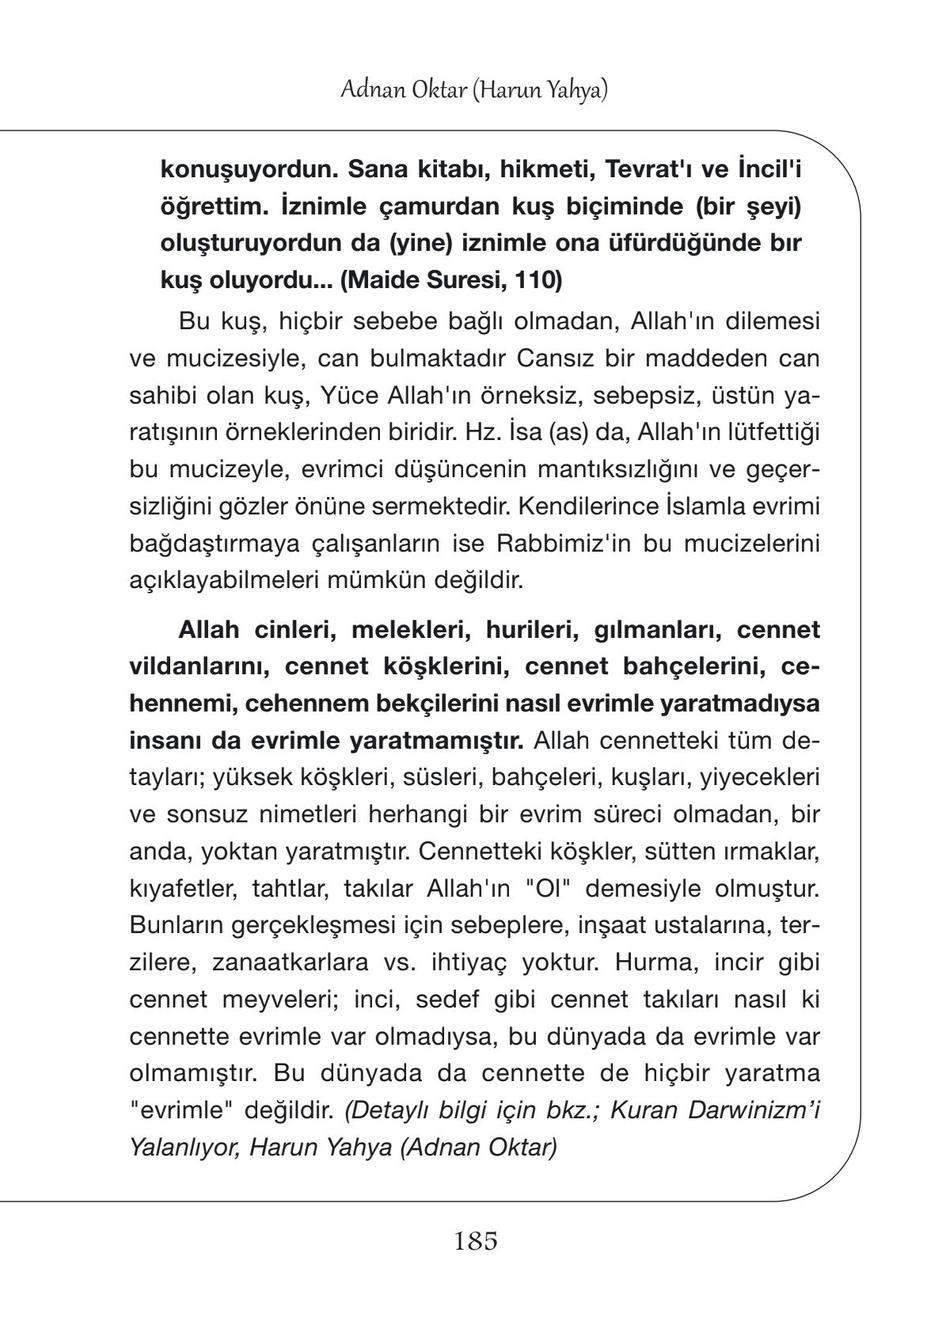 Adnan Oktar (Harun Yahya)
konuşuyordun. Sana kitabı, hikmeti, Tevrat'ı ve İncil'i
öğrettim. İznimle çamurdan kuş biçiminde (bir şeyi)
oluşturuyordun da (yine) iznimle ona üfürdüğünde bır
kuş oluyordu... (Maide Suresi, 110)
Bu kuş, hiçbir sebebe bağlı olmadan, Allah'ın dilemesi
ve mucizesiyle, can bulmaktadır Cansız bir maddeden can
sahibi olan kuş, Yüce Allah'ın örneksiz, sebepsiz, üstün ya-
ratışının örneklerinden biridir. Hz. İsa (as) da, Allah'ın lütfettiği
bu mucizeyle, evrimci düşüncenin mantıksızlığını ve geçer-
sizliğini gözler önüne sermektedir. Kendilerince İslamla evrimi
bağdaştırmaya çalışanların ise Rabbimiz'in bu mucizelerini
açıklayabilmeleri mümkün değildir.
Allah cinleri, melekleri, hurileri, gılmanları, cennet
vildanlarını, cennet köşklerini, cennet bahçelerini, ce-
hennemi, cehennem bekçilerini nasıl evrimle yaratmadıysa
insanı da evrimle yaratmamıştır. Allah cennetteki tüm de-
tayları; yüksek köşkleri, süsleri, bahçeleri, kuşları, yiyecekleri
ve sonsuz nimetleri herhangi bir evrim süreci olmadan, bir
anda, yoktan yaratmıştır. Cennetteki köşkler, sütten ırmaklar,
kıyafetler, tahtlar, takılar Allah'ın "Ol" demesiyle olmuştur.
Bunların gerçekleşmesi için sebeplere, inşaat ustalarına, ter-
zilere, zanaatkarlara vs. ihtiyaç yoktur. Hurma, incir gibi
cennet meyveleri; inci, sedef gibi cennet takıları nasıl ki
cennette evrimle var olmadıysa, bu dünyada da evrimle var
olmamıştır. Bu dünyada da cennette de hiçbir yaratma
"evrimle" değildir. (Detaylı bilgi için bkz.; Kuran Darwinizm’i
Yalanlıyor, Harun Yahya (Adnan Oktar)
185